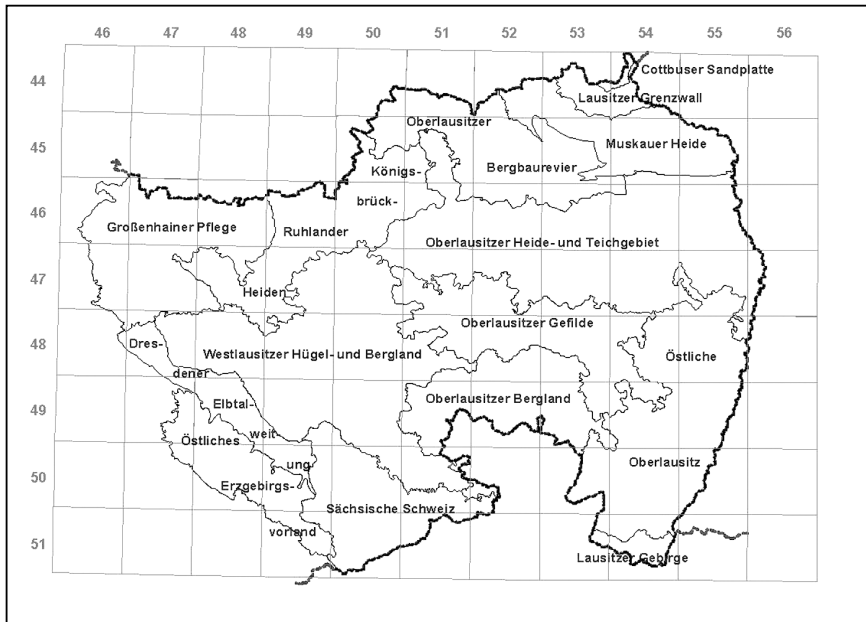 46 47 48 49 50 51 52 53 54 55 56
44
45
46
47
48
49
50
51
Cottbuser Sandplatte
Lausitzer Grenzwall
Oberlausitzer
Muskauer Heide
Bergbaurevier
Königs-
brück-
Großenhainer Pflege
Ruhlander
Oberlausitzer Heide- und Teichgebiet
Heiden
Oberlausitzer Gefilde
Dres-
Westlausitzer Hügel- und Bergland
Östliche
dener
Oberlausitzer Bergland
Elbtal-
weit-
Östliches
ung
Oberlausitz
Erzgebirgs-
Sächsische Schweiz
vorland
Lausitzer Gebirge